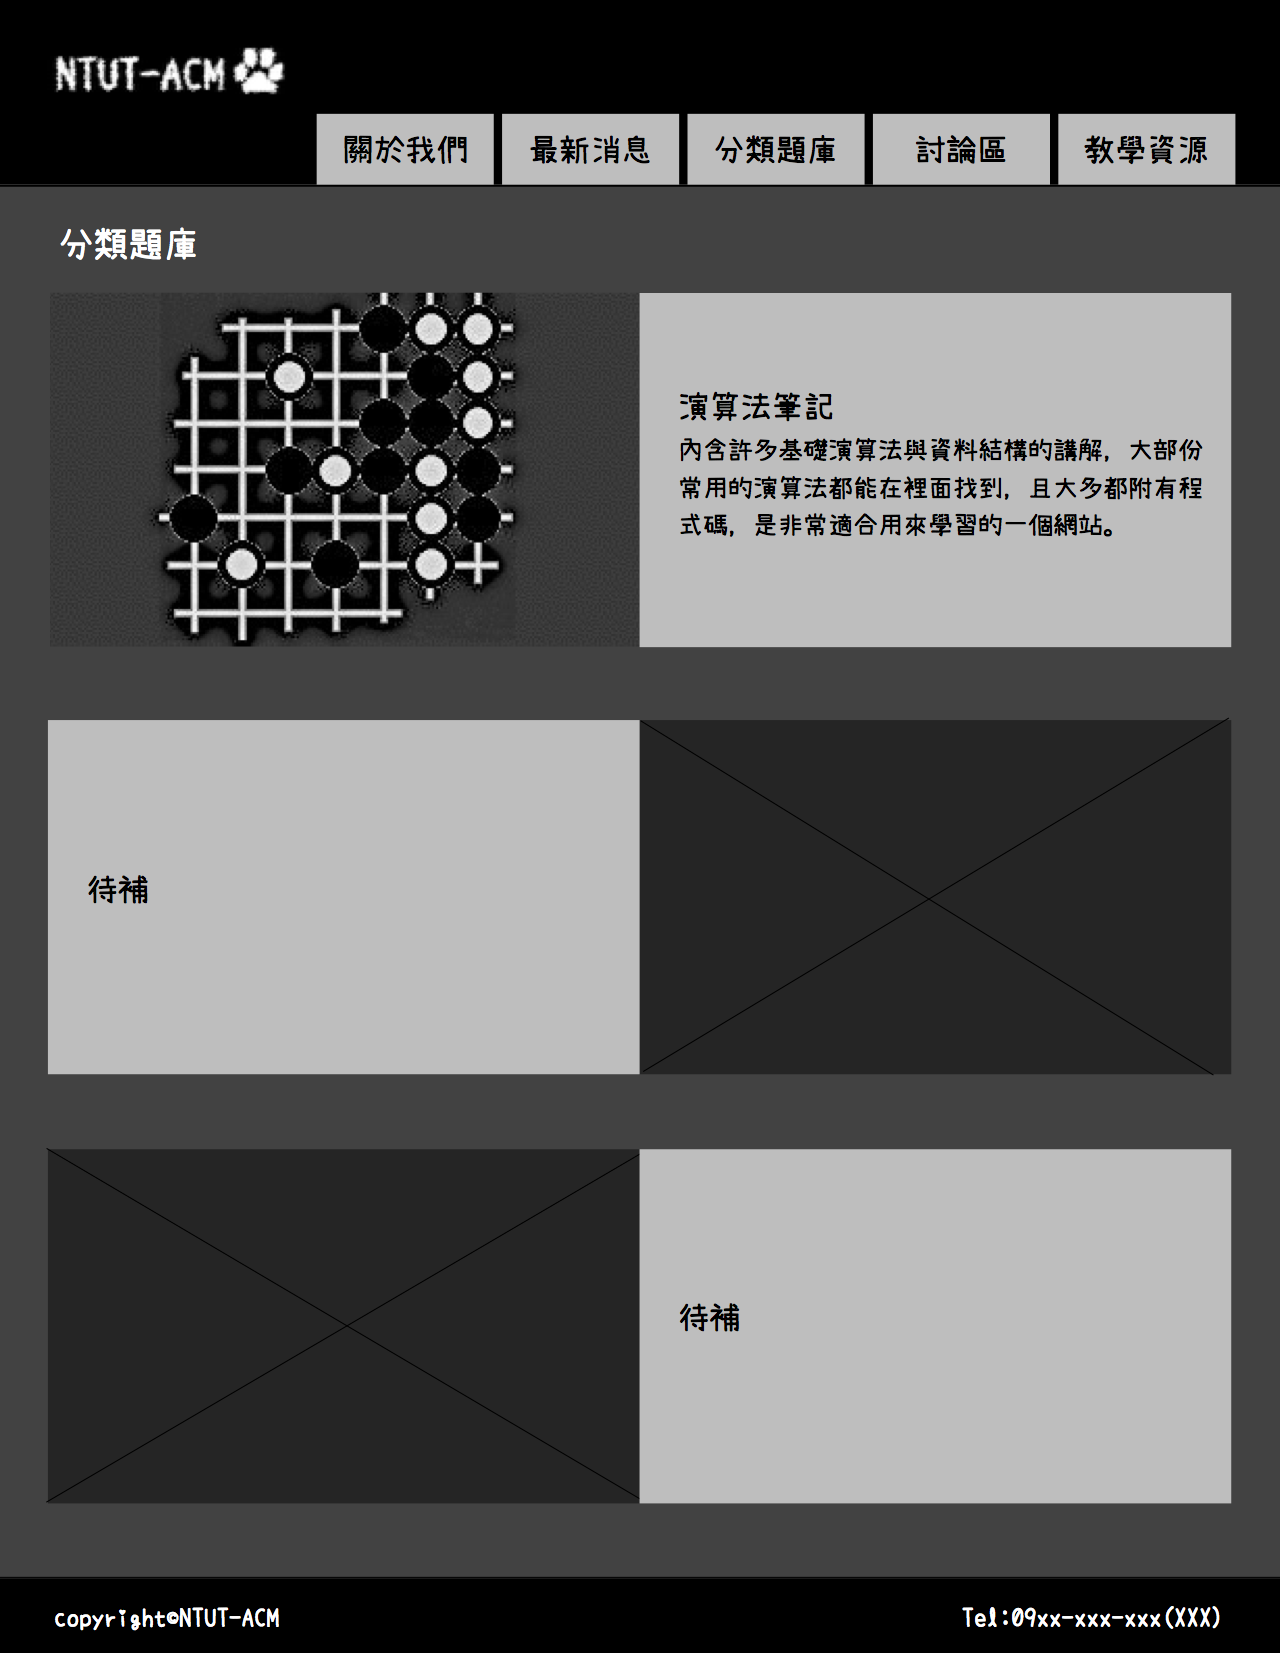 NTUT-ACM
關於我們
最新消息
分類題庫
討論區
教學資源
分類題庫
演算法筆記
內含許多基礎演算法與資料結構的講解，大部份
常用的演算法都能在裡面找到，且大多都附有程
式碼，是非常適合用來學習的一個網站。
待補
待補
copyright©NTUT-ACM
Tel:09xx-xxx-xxx(XXX)